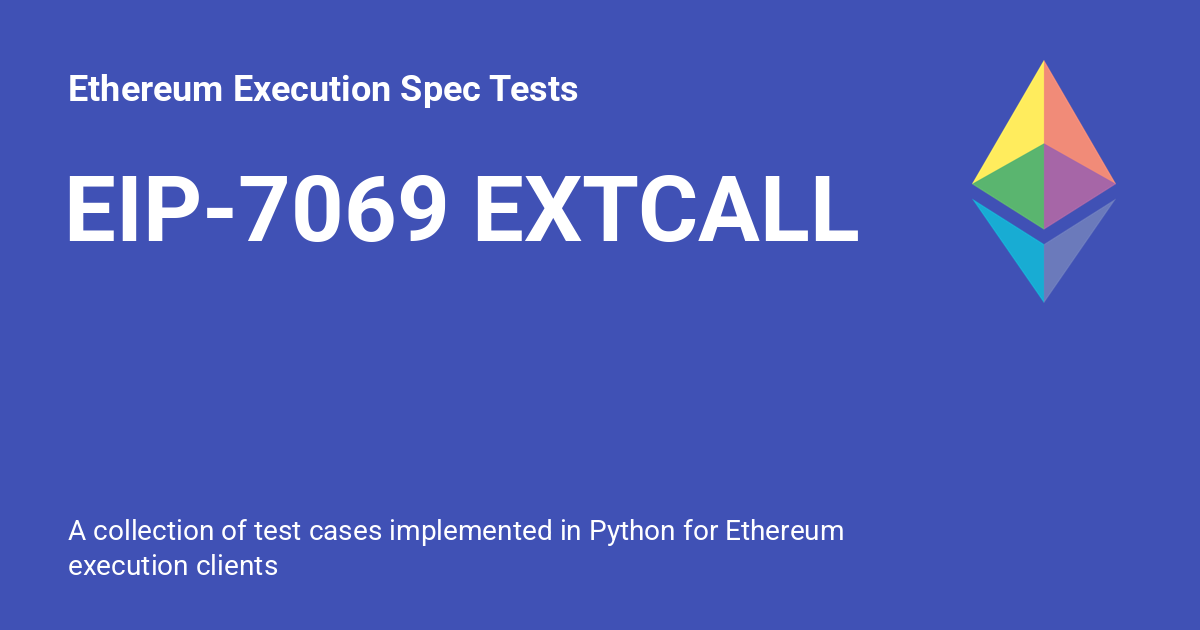 Ethereum Execution Spec Tests
EIP-7069 EXTCALL
A collection of test cases implemented in Python for Ethereum
execution clients